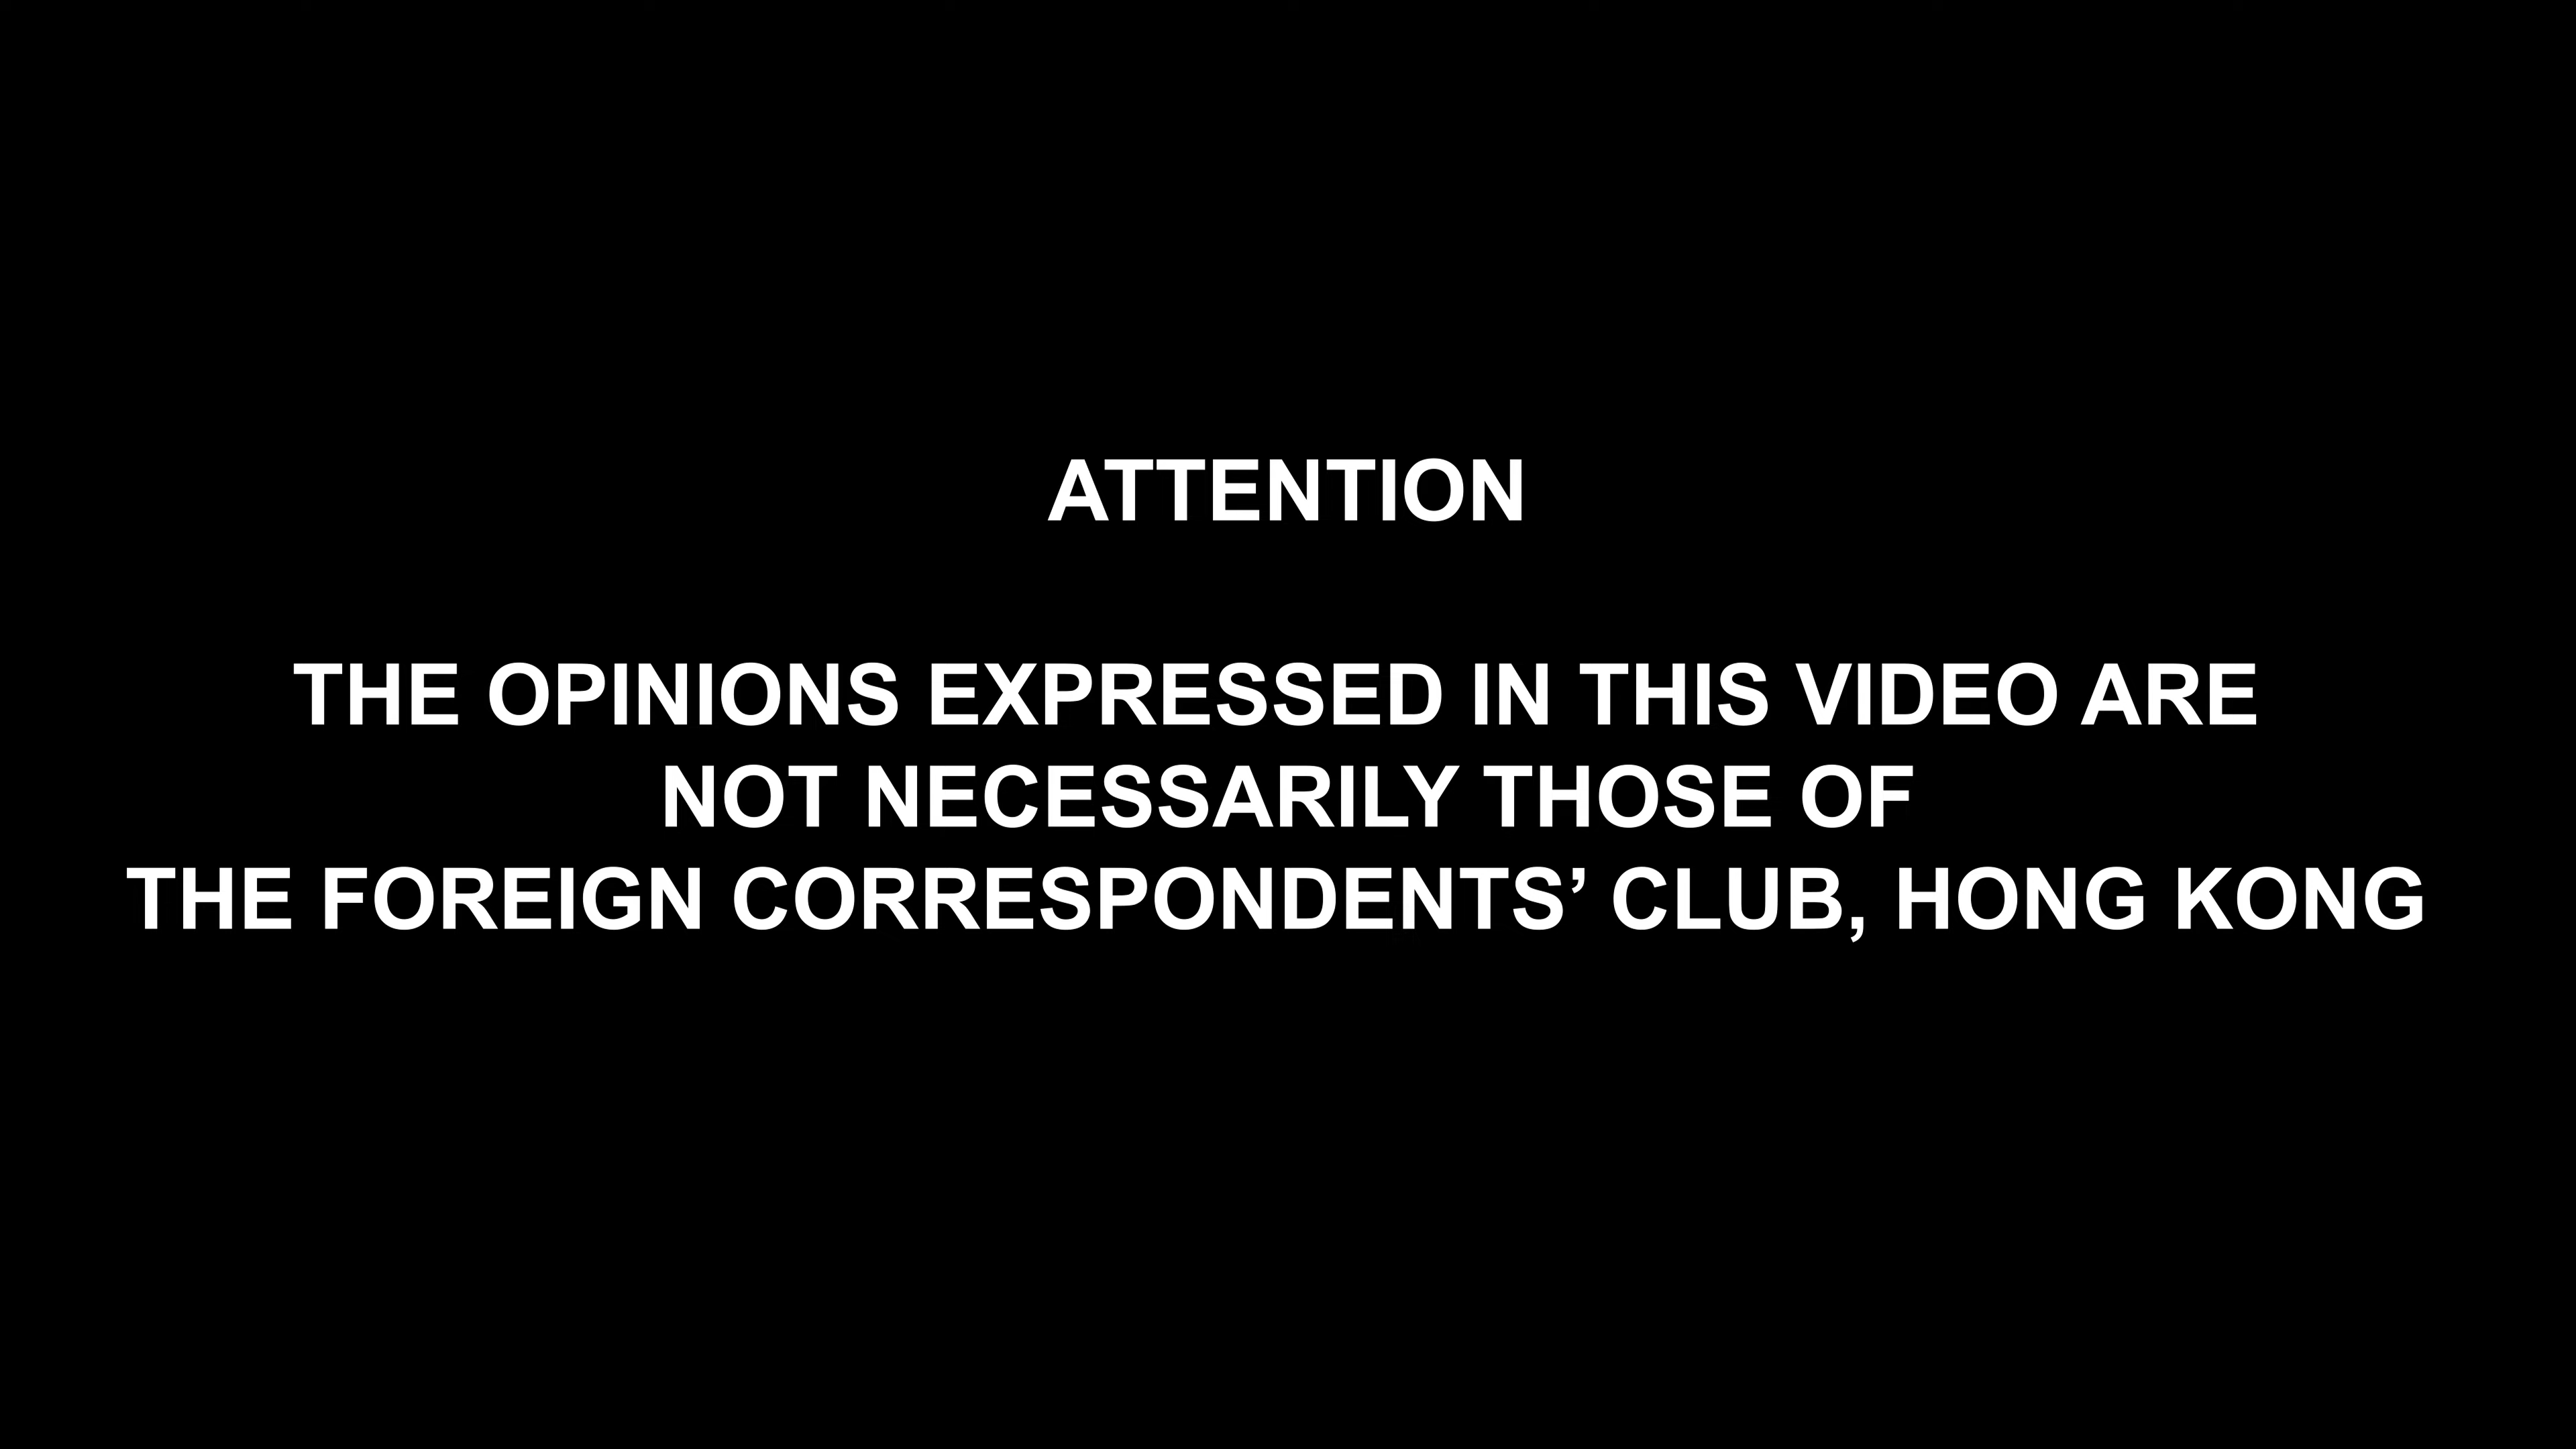 ATTENTION
THE OPINIONS EXPRESSED IN THIS VIDEO ARE
NOT NECESSARILY THOSE OF
THE FOREIGN CORRESPONDENTS’ CLUB, HONG KONG